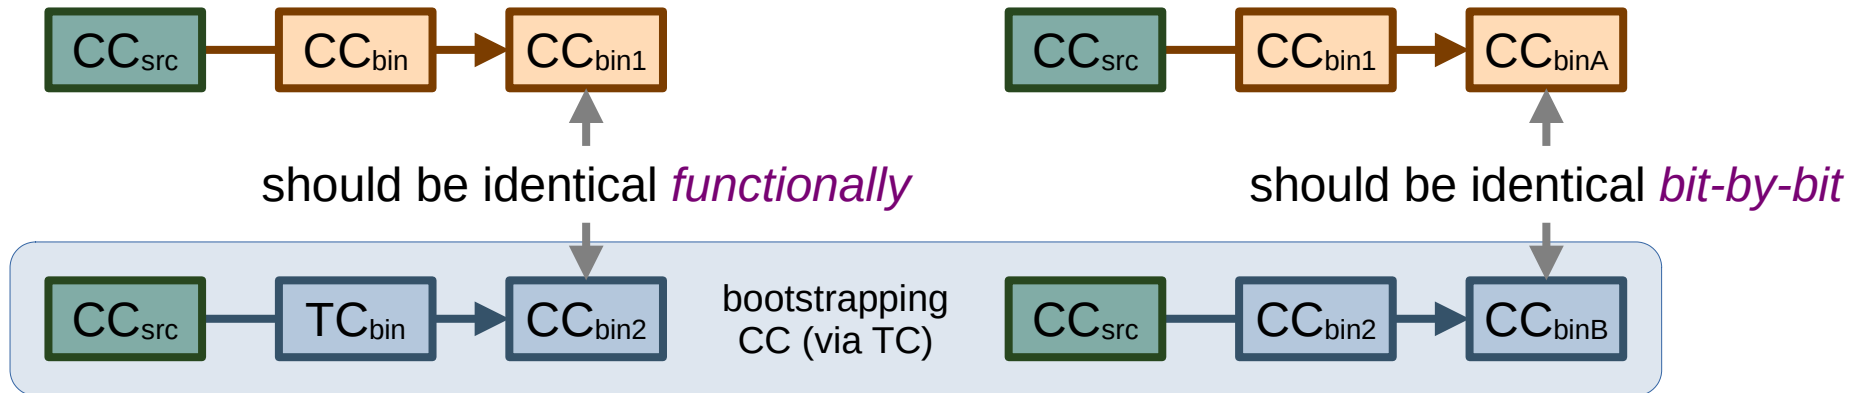 CCsrc CCbin CCbin1 CCsrc CCbin1 CCbinA
should be identical functionally should be identical bit-by-bit
CCsrc TCbin CCbin2 bootstrapping CCsrc CCbin2 CCbinB
CC (via TC)